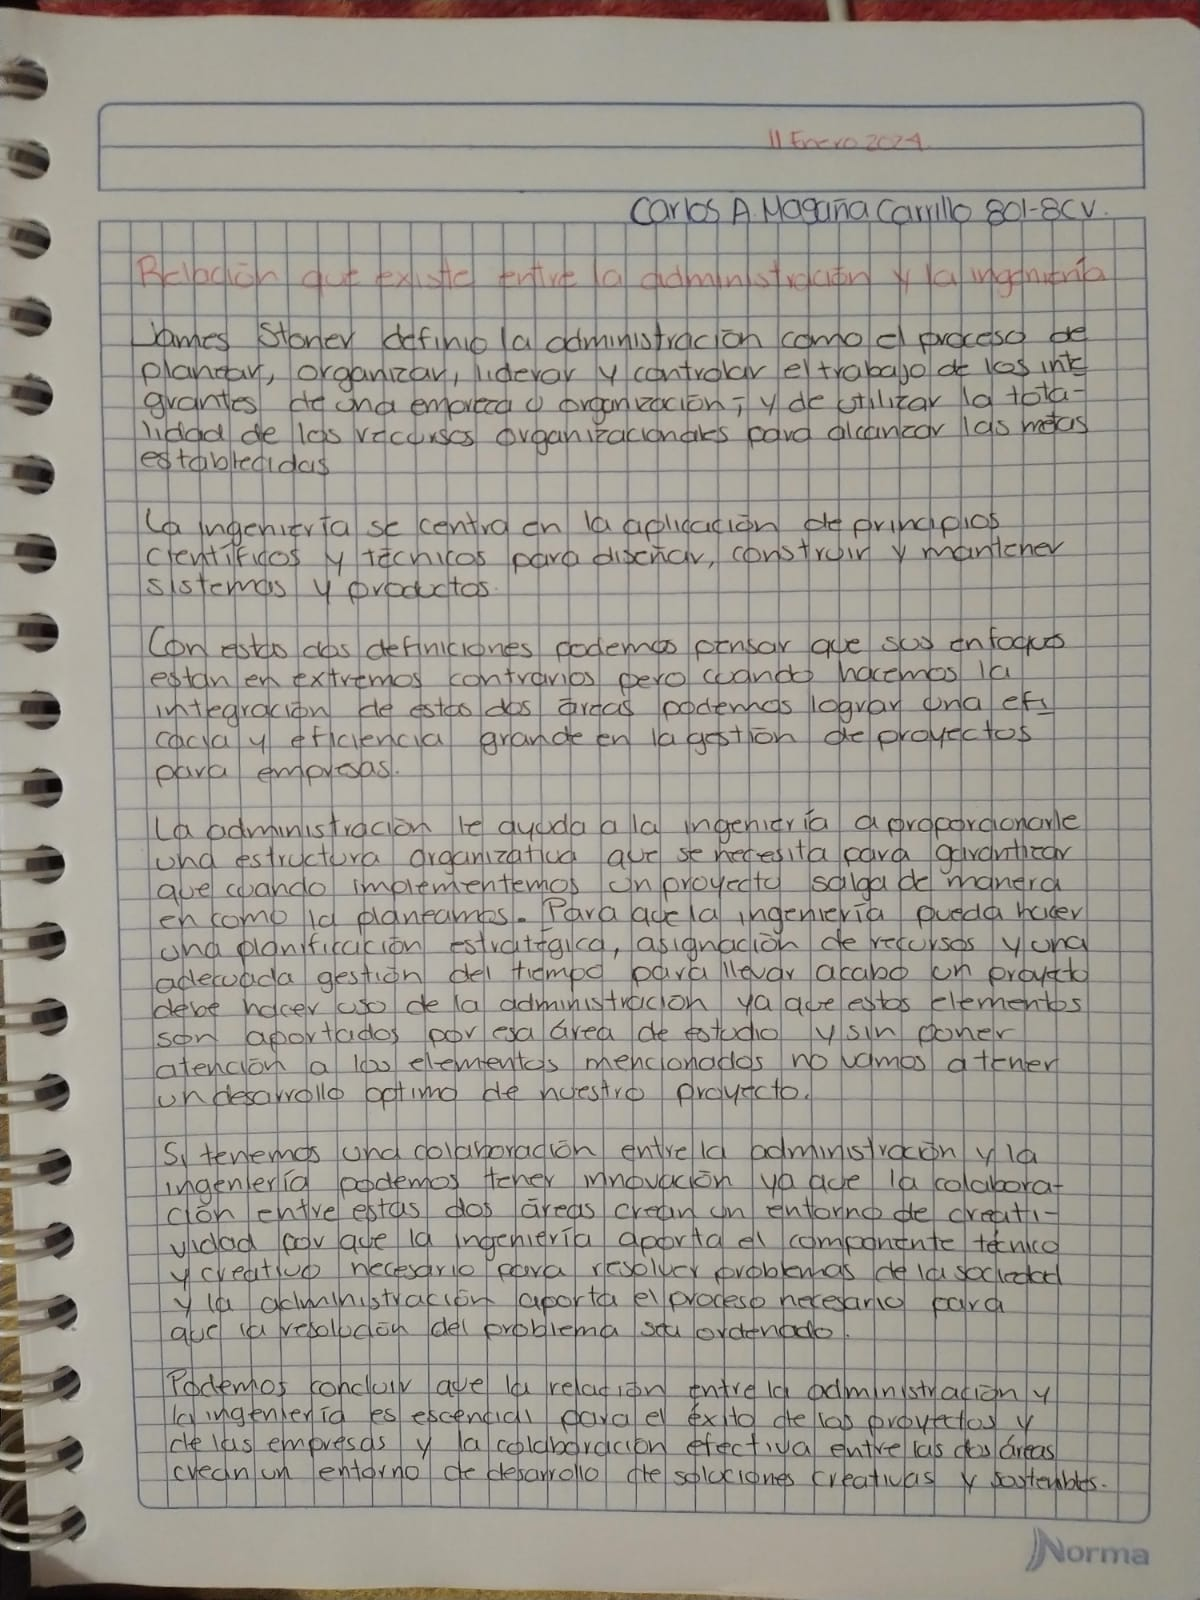 11 Enero 2024
Carlos A. Magaña Carrillo 801-8CV.
Relación que existe entre la administración y la ingeniería
James Stoner definio la administración como el proceso de
planear, organizar, liderar y controlar el trabajo de los inte
grantes de una empreza u organización, y de utilizar la tota-
lidad de los recursos organizacionales para alcanzar las metas
establecidas
La ingeniería se centra en la aplicación de principios
científicos y técnicos para diseñar, construir y mantener
sistemas y productos.
Con estas dos definiciones podemos pensar que sus enfoques
estan en extremos contrarios pero cuando hacemos la
integración de estas dos áreas podemos lograr una efi
cacia y eficiencia grande en la gestión de proyectos
para empresas.
La administración le ayuda a la ingeniería a proporcionarle
una estructura organizativa que se necesita para garantizar
que cuando implementemos un proyecto salga de manera
en como la planeamos. Para que la ingeniería pueda hacer
una planificación estratégica, asignación de recursos y una
adecuada gestión del tiempo para llevar acabo un proyecto
debe hacer uso de la administracion ya que estos elementos
son aportados por esa área de estudio y sin poner
atención a los elementos mencionados no vamos a tener
un desarrollo optimo de nuestro proyecto.
Si tenemos una colaboración entre la administración y la
ingeniería podemos tener innovación ya que la colabora-
ción entre estas dos áreas crean un entorno de creati-
vidad por que la ingeniería aporta el componente técnico
y creativo necesario para resolver problemas de la sociedad
y la administración aporta el proceso necesario para
que la resolución del problema sea ordenado.
Podemos concluir que la relación entre la administración y
la ingeniería es escencial para el éxito de los proyectos y
de las empresas y la colaboración efectiva entre las dos áreas
crean un entorno de desarrollo de soluciones creativas y sostenibles.
Norma